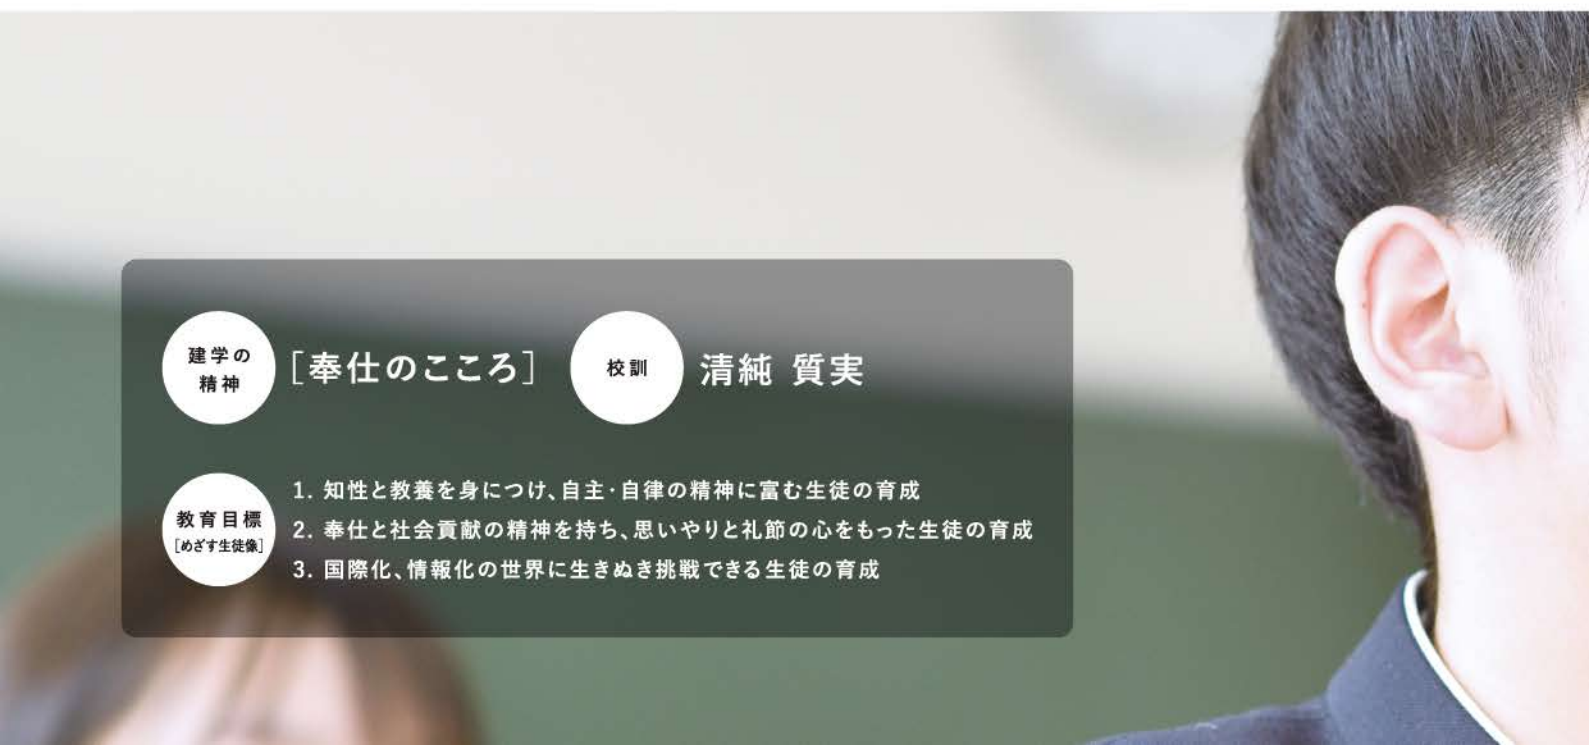 建学の
精神
［奉仕のこころ］
校訓
清純 質実
教育目標
［めざす生徒像］
1. 知性と教養を身につけ、自主・自律の精神に富む生徒の育成
2. 奉仕と社会貢献の精神を持ち、思いやりと礼節の心をもった生徒の育成
3. 国際化、情報化の世界に生きぬき挑戦できる生徒の育成